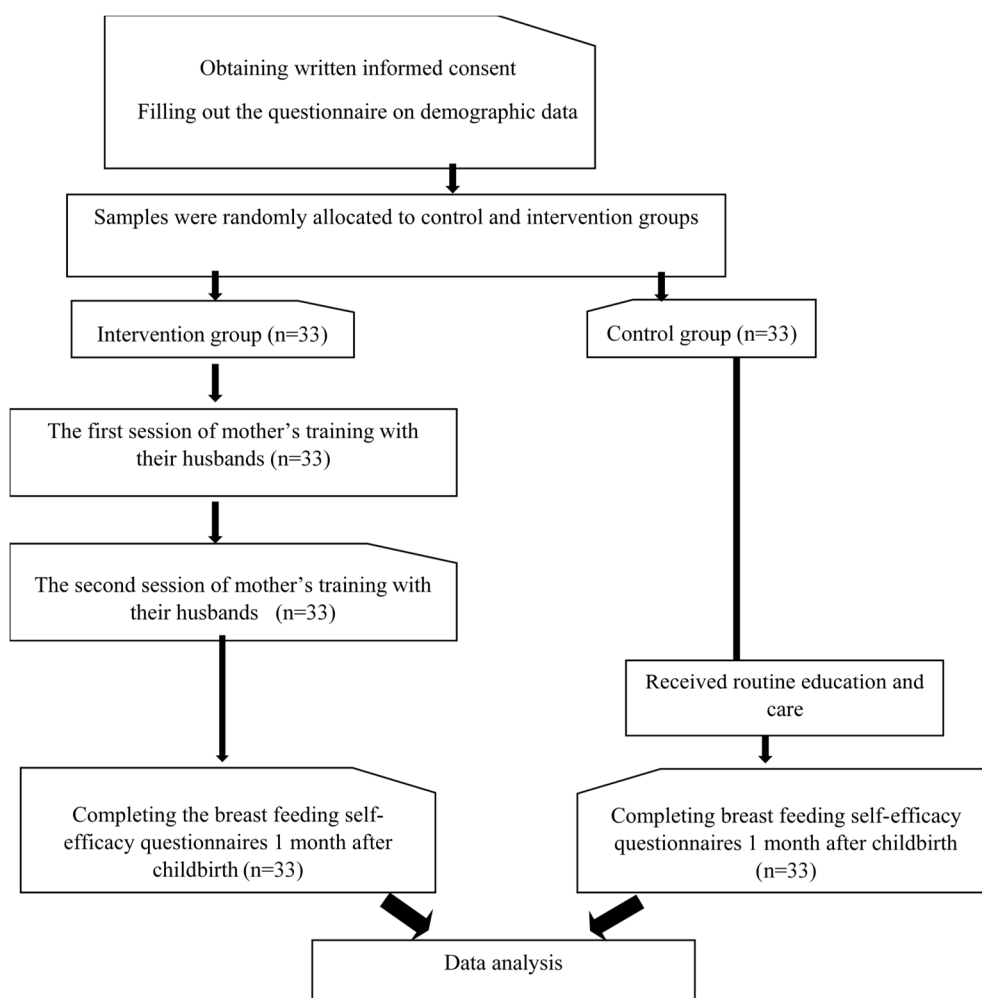 Obtaining written informed consent
Filling out the questionnaire on demographic data
Samples were randomly allocated to control and intervention groups
Intervention group (n=33)
Control group (n=33)
The first session of mother’s training with
their husbands (n=33)
The second session of mother’s training with
their husbands (n=33)
Received routine education and
care
Completing the breast feeding self-
efficacy questionnaires 1 month after
childbirth (n=33)
Completing breast feeding self-efficacy
questionnaires 1 month after childbirth
(n=33)
Data analysis